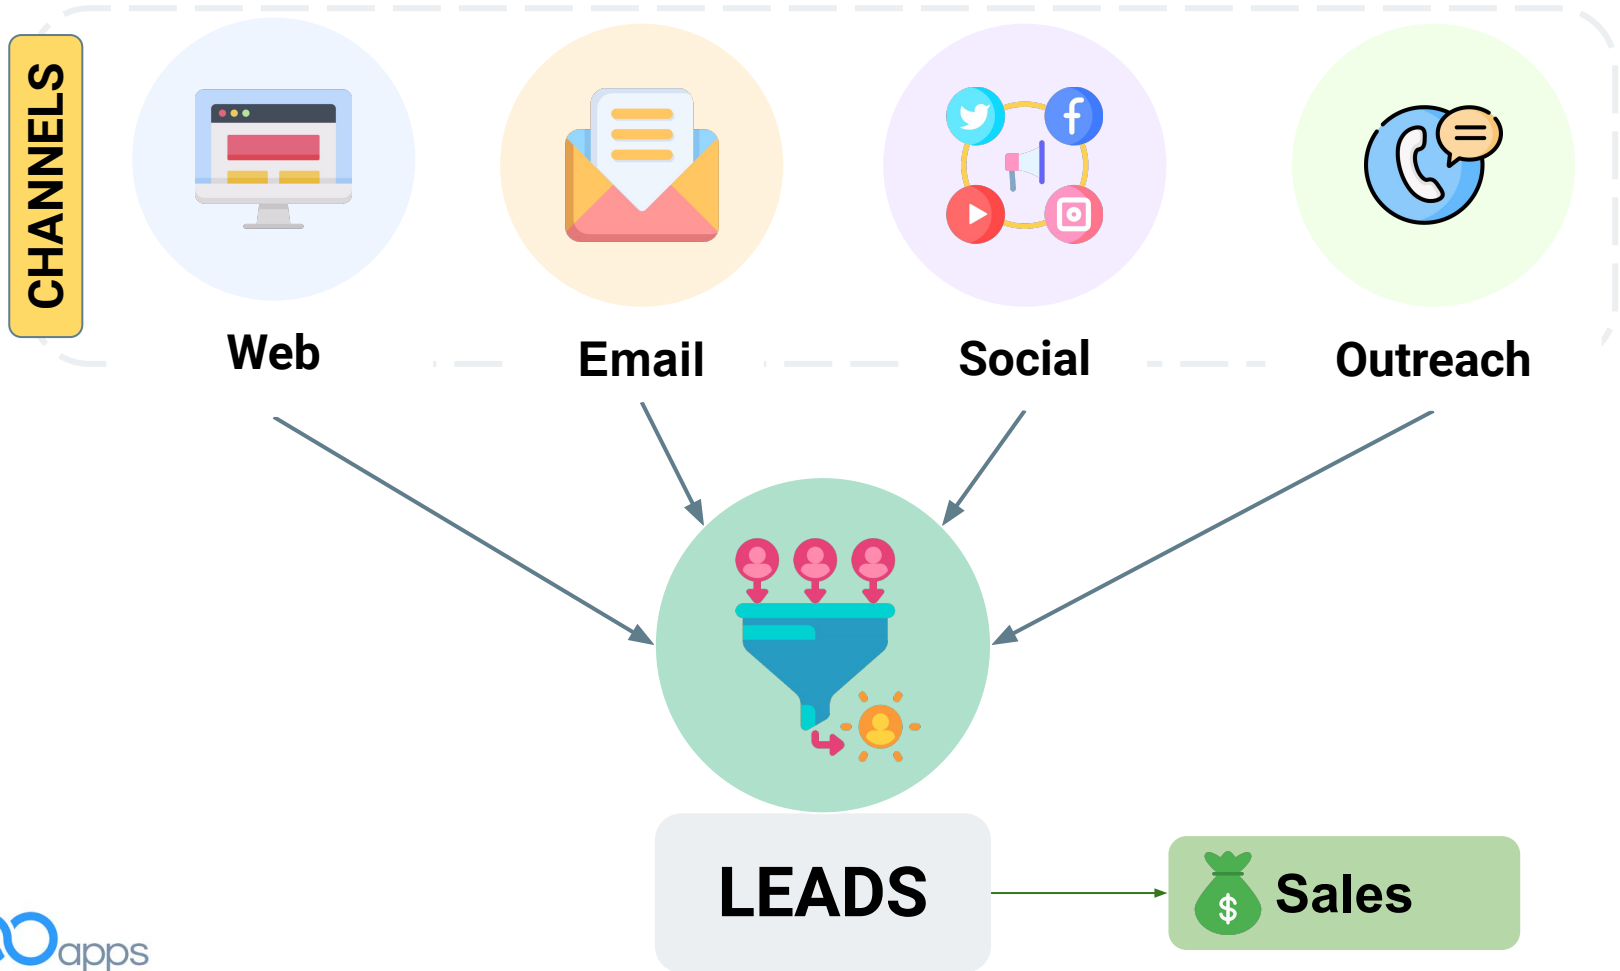 CHANNELS
Web
Email
Social
Outreach
LEADS
$ Sales
apps